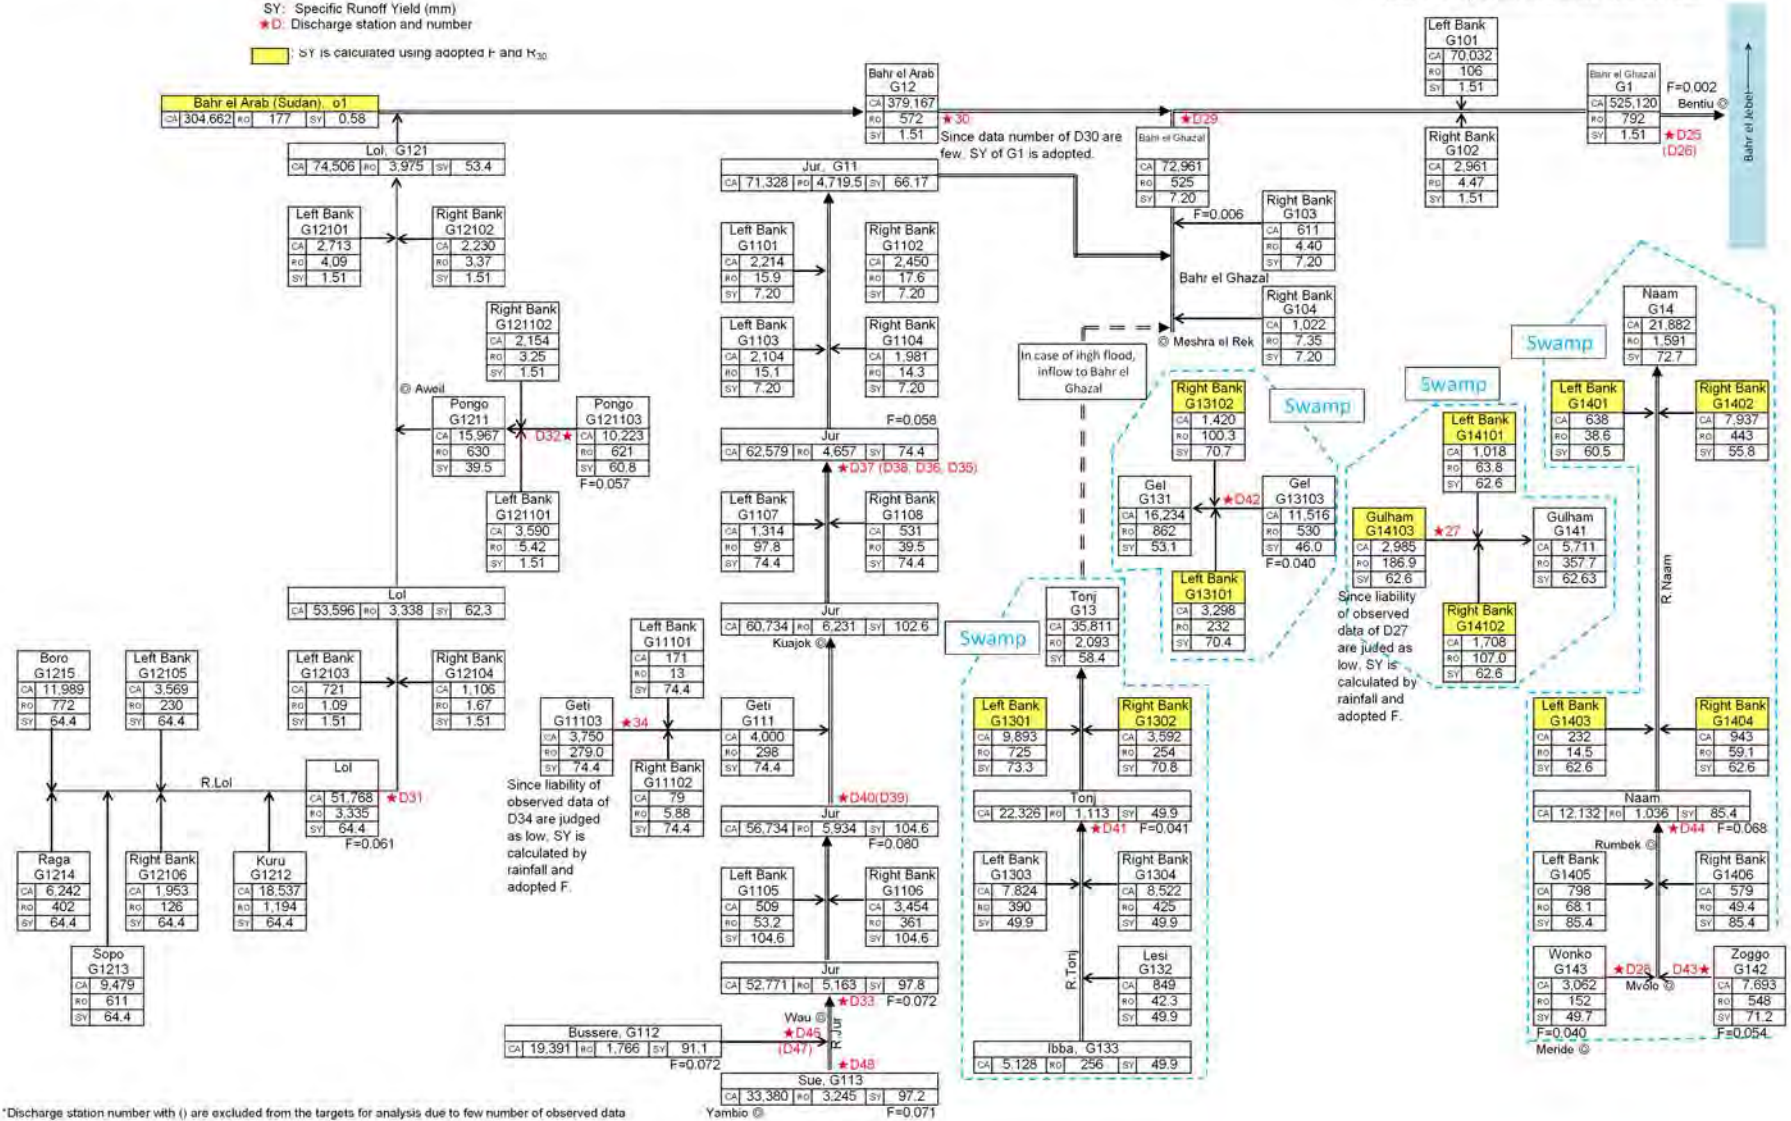 SY: Specific Runoff Yield (mm)
★D: Discharge station and number
: SY is calculated using adopted F and R30
Bahr el Arab (Sudan), o1
CA 304,662 RO 177 SY 0.58
Lol, G121
CA 74,506 RO 3,975 SY 53.4
Left Bank
G12101
CA 2,713
RO 4.09
SY 1.51
Right Bank
G12102
CA 2,230
RO 3.37
SY 1.51
Right Bank
G121102
CA 2,154
RO 3.25
SY 1.51
Aweil
Pongo
G1211
CA 15,967
RO 630
SY 39.5
D32★
Pongo
G121103
CA 10,223
RO 621
SY 60.8
F=0.057
Left Bank
G121101
CA 3,590
RO 5.42
SY 1.51
Lol
CA 53,596 RO 3,338 SY 62.3
Left Bank
G12103
CA 721
RO 1.09
SY 1.51
Right Bank
G12104
CA 1,106
RO 1.67
SY 1.51
Boro
G1215
CA 11,989
RO 772
SY 64.4
Left Bank
G12105
CA 3,569
RO 230
SY 64.4
R.Lol
Lol
CA 51,768
RO 3,335
SY 64.4
F=0.061
★D31
Raga
G1214
CA 6,242
RO 402
SY 64.4
Right Bank
G12106
CA 1,953
RO 126
SY 64.4
Kuru
G1212
CA 18,537
RO 1,194
SY 64.4
Sopo
G1213
CA 9,479
RO 611
SY 64.4
Bahr el Arab
G12
CA 379,167
RO 572
SY 1.51
★30
Since data number of D30 are
few, SY of G1 is adopted.
Jur, G11
CA 71,328 RO 4,719.5 SY 66.17
Left Bank
G1101
CA 2,214
RO 15.9
SY 7.20
Right Bank
G1102
CA 2,450
RO 17.6
SY 7.20
Left Bank
G1103
CA 2,104
RO 15.1
SY 7.20
Right Bank
G1104
CA 1,981
RO 14.3
SY 7.20
F=0.058
Jur
CA 62,579 RO 4,657 SY 74.4
★D37 (D38, D36, D35)
Left Bank
G1107
CA 1,314
RO 97.8
SY 74.4
Right Bank
G1108
CA 531
RO 39.5
SY 74.4
Jur
CA 60,734 RO 6,231 SY 102.6
Kuajok
Left Bank
G11101
CA 171
RO 13
SY 74.4
Geti
G11103
CA 3,750
RO 279.0
SY 74.4
★34
Geti
G111
CA 4,000
RO 298
SY 74.4
Right Bank
G11102
CA 79
RO 5.88
SY 74.4
Since liability of
observed data of
D34 are judged
as low, SY is
calculated by
rainfall and
adopted F.
★D40(D39)
Jur
CA 56,734 RO 5,934 SY 104.6
F=0.080
Left Bank
G1105
CA 509
RO 53.2
SY 104.6
Right Bank
G1106
CA 3,454
RO 361
SY 104.6
Jur
CA 52,771 RO 5,163 SY 97.8
★D33 F=0.072
Wau
R.Jur
★D46
(D47)
Bussere, G112
CA 19,391 RO 1,766 SY 91.1
F=0.072
★D48
Sue, G113
CA 33,380 RO 3,245 SY 97.2
Yambio
F=0.071
★D29
Bahr el Ghazal
CA 72,961
RO 525
SY 7.20
F=0.006
Right Bank
G103
CA 611
RO 4.40
SY 7.20
Bahr el Ghazal
Right Bank
G104
CA 1,022
RO 7.35
SY 7.20
Meshra el Rek
In case of high flood,
inflow to Bahr el
Ghazal
Left Bank
G101
CA 70,032
RO 106
SY 1.51
Right Bank
G102
CA 2,961
RO 4.47
SY 1.51
Bahr el Ghazal
G1
CA 525,120
RO 792
SY 1.51
F=0.002
Bentiu
★D25
(D26)
Bahr el Jebel
Swamp
Right Bank
G13102
CA 1,420
RO 100.3
SY 70.7
Gel
G131
CA 16,234
RO 862
SY 53.1
★D42
Gel
G13103
CA 11,516
RO 530
SY 46.0
F=0.040
Left Bank
G13101
CA 3,298
RO 232
SY 70.4
Swamp
Tonj
G13
CA 35,811
RO 2,093
SY 58.4
Left Bank
G1301
CA 9,893
RO 725
SY 73.3
Right Bank
G1302
CA 3,592
RO 254
SY 70.8
Tonj
CA 22,326 RO 1,113 SY 49.9
★D41 F=0.041
Left Bank
G1303
CA 7,824
RO 390
SY 49.9
Right Bank
G1304
CA 8,522
RO 425
SY 49.9
R.Tonj
Lesi
G132
CA 849
RO 42.3
SY 49.9
Ibba, G133
CA 5,128 RO 256 SY 49.9
Swamp
Left Bank
G14101
CA 1,018
RO 63.8
SY 62.6
Gulham
G14103
CA 2,985
RO 186.9
SY 62.6
★27
Gulham
G141
CA 5,711
RO 357.7
SY 62.63
Right Bank
G14102
CA 1,708
RO 107.0
SY 62.6
Since liability
of observed
data of D27
are juded as
low, SY is
calculated by
rainfall and
adopted F.
Swamp
Naam
G14
CA 21,882
RO 1,591
SY 72.7
Left Bank
G1401
CA 638
RO 38.6
SY 60.5
Right Bank
G1402
CA 7,937
RO 443
SY 55.8
R.Naam
Left Bank
G1403
CA 232
RO 14.5
SY 62.6
Right Bank
G1404
CA 943
RO 59.1
SY 62.6
Naam
CA 12,132 RO 1,036 SY 85.4
★D44 F=0.068
Rumbek
Left Bank
G1405
CA 798
RO 68.1
SY 85.4
Right Bank
G1406
CA 579
RO 49.4
SY 85.4
Wonko
G143
CA 3,062
RO 152
SY 49.7
F=0.040
★D28
D43★
Mvolo
Zoggo
G142
CA 7,693
RO 548
SY 71.2
F=0.054
Meride
*Discharge station number with () are excluded from the targets for analysis due to few number of observed data